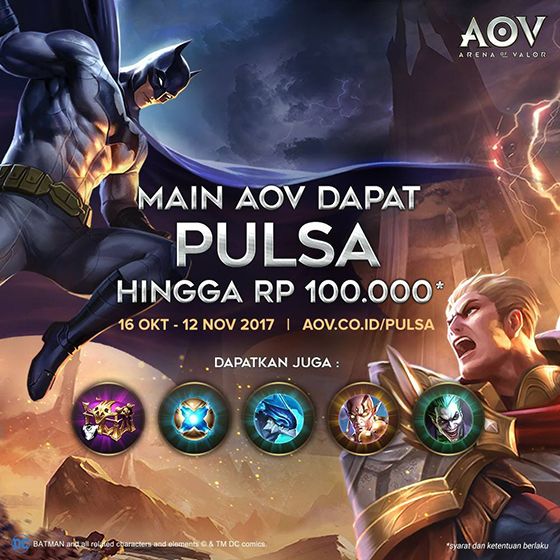 AOV
ARENA OF VALOR
MAIN AOV DAPAT
PULSA
HINGGA RP 100.000*
16 OKT - 12 NOV 2017 | AOV.CO.ID/PULSA
DAPATKAN JUGA :
DC BATMAN and all related characters and elements © & TM DC comics.
*syarat dan ketentuan berlaku